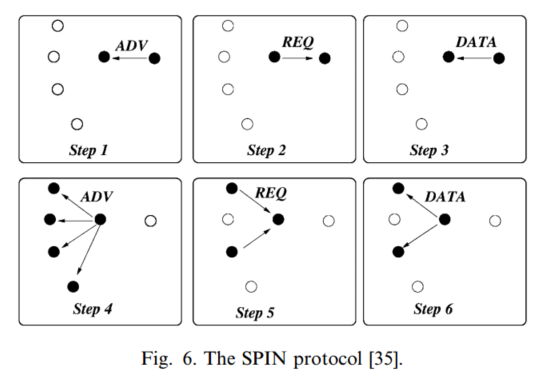 ADV
Step 1
REQ
Step 2
DATA
Step 3
ADV
Step 4
REQ
Step 5
DATA
Step 6
Fig. 6. The SPIN protocol [35].